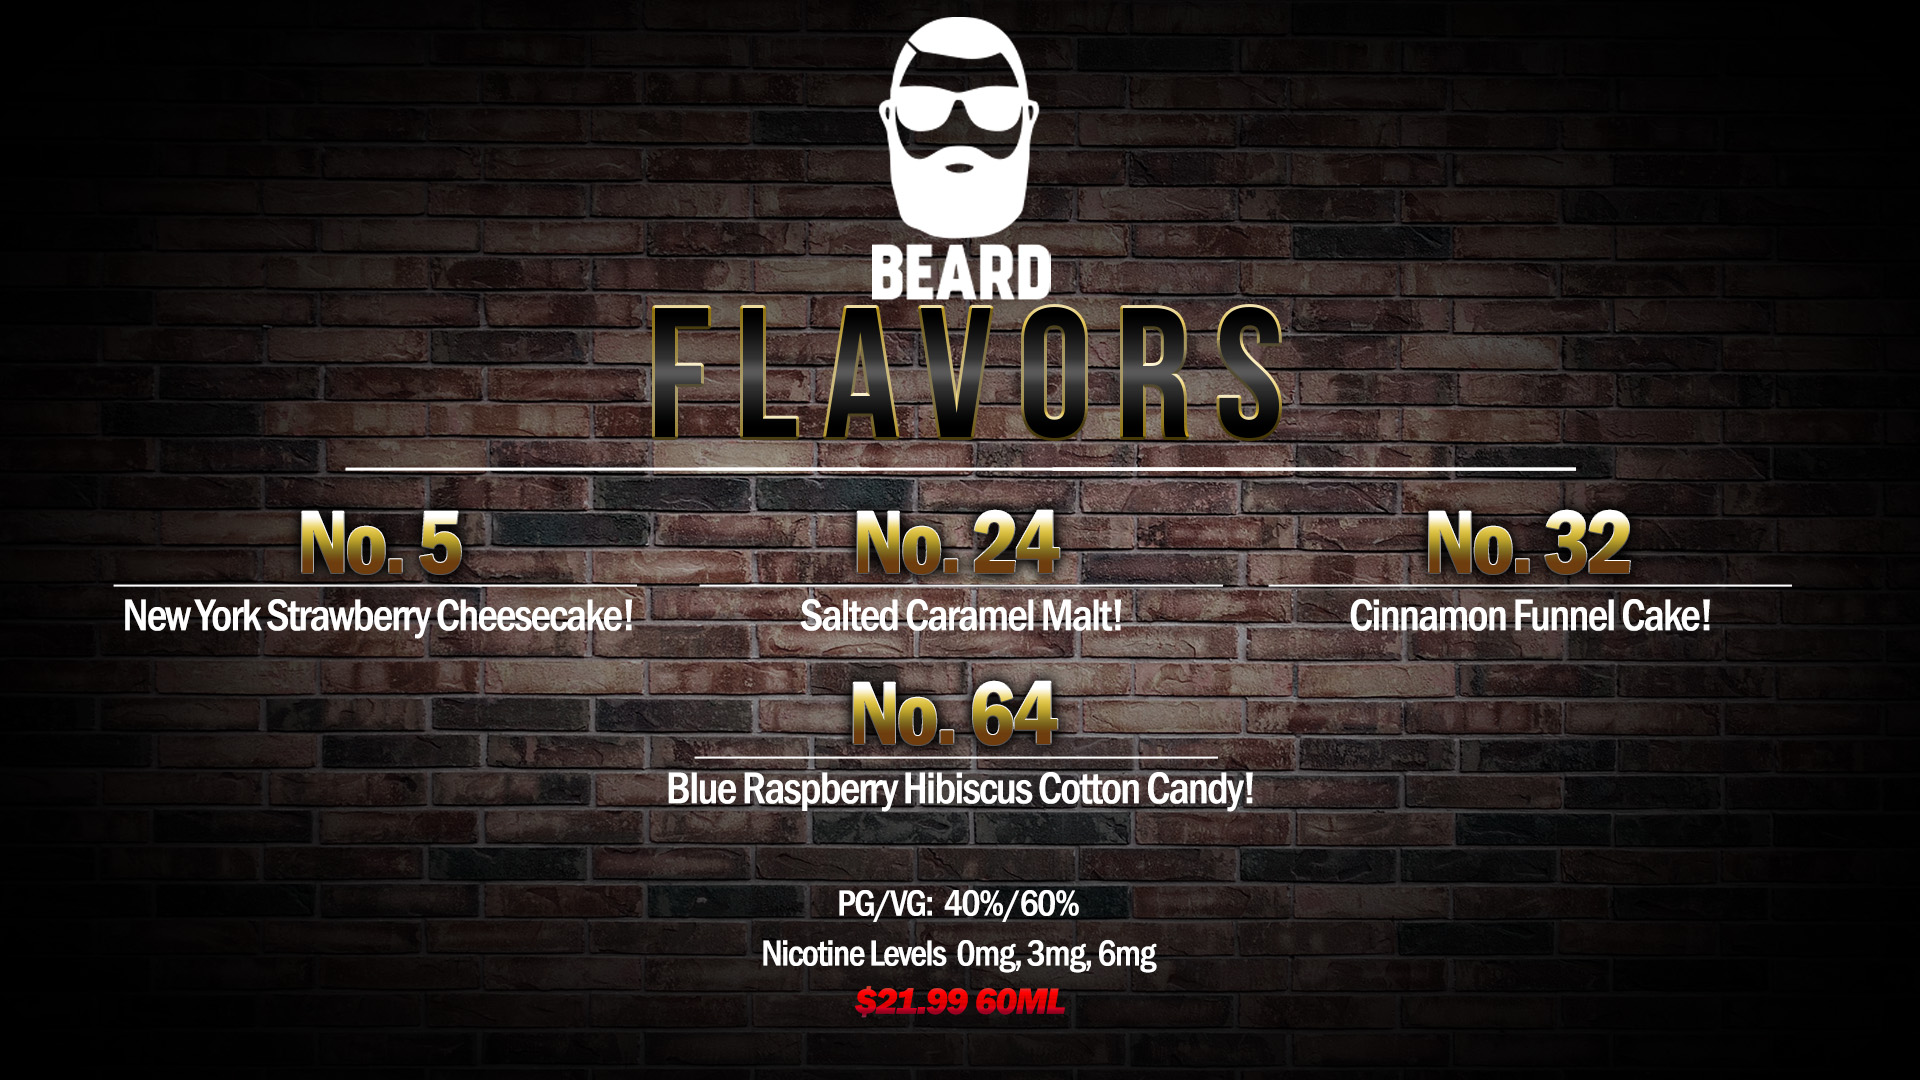 BEARD
FLAVORS
No. 5
New York Strawberry Cheesecake!
No. 24
Salted Caramel Malt!
No. 32
Cinnamon Funnel Cake!
No. 64
Blue Raspberry Hibiscus Cotton Candy!
PG/VG: 40%/60%
Nicotine Levels 0mg, 3mg, 6mg
$21.99 60ML